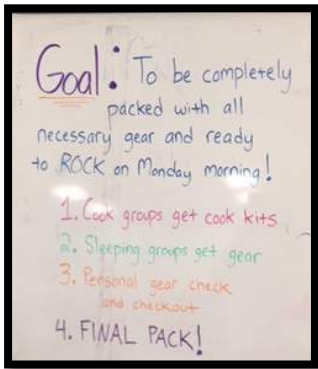 Goal: To be completely
packed with all
necessary gear and ready
to ROCK on Monday morning!
1. Cook groups get cook kits
2. Sleeping groups get gear
3. Personal gear check
and checkout
4. FINAL PACK!